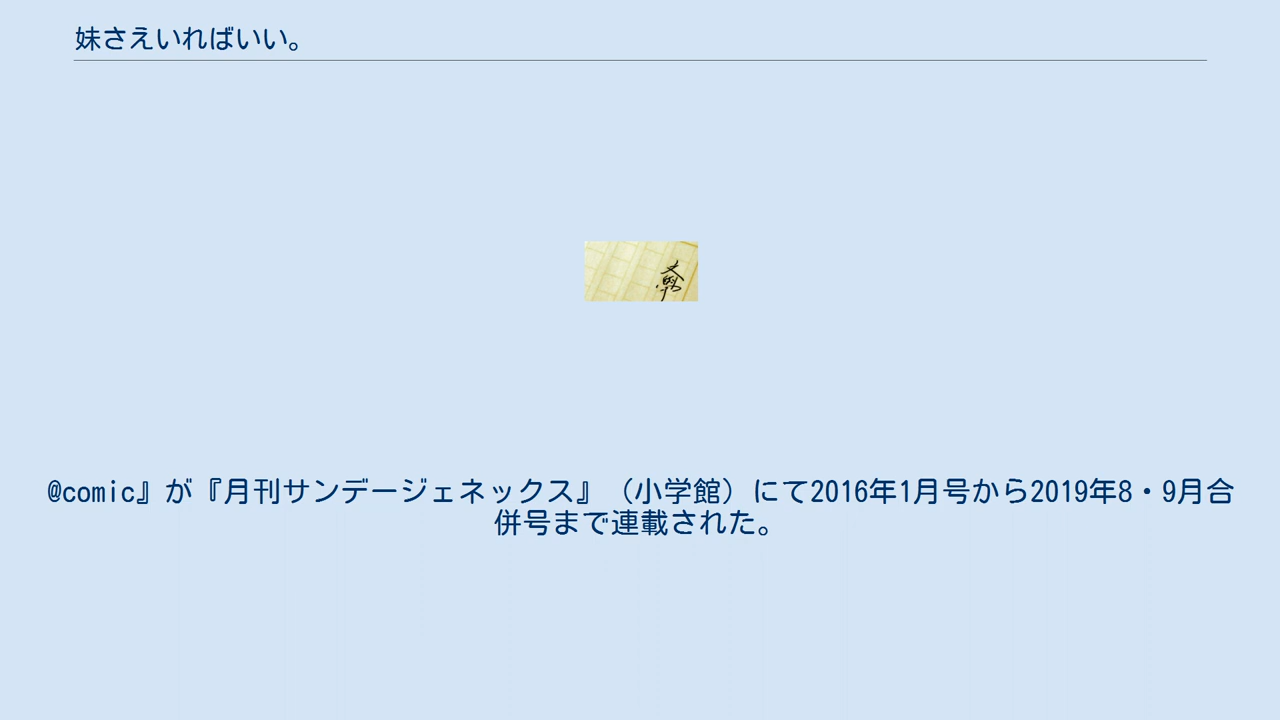 妹さえいればいい。
@comic』が『月刊サンデージェネックス』（小学館）にて2016年1月号から2019年8・9月合
併号まで連載された。